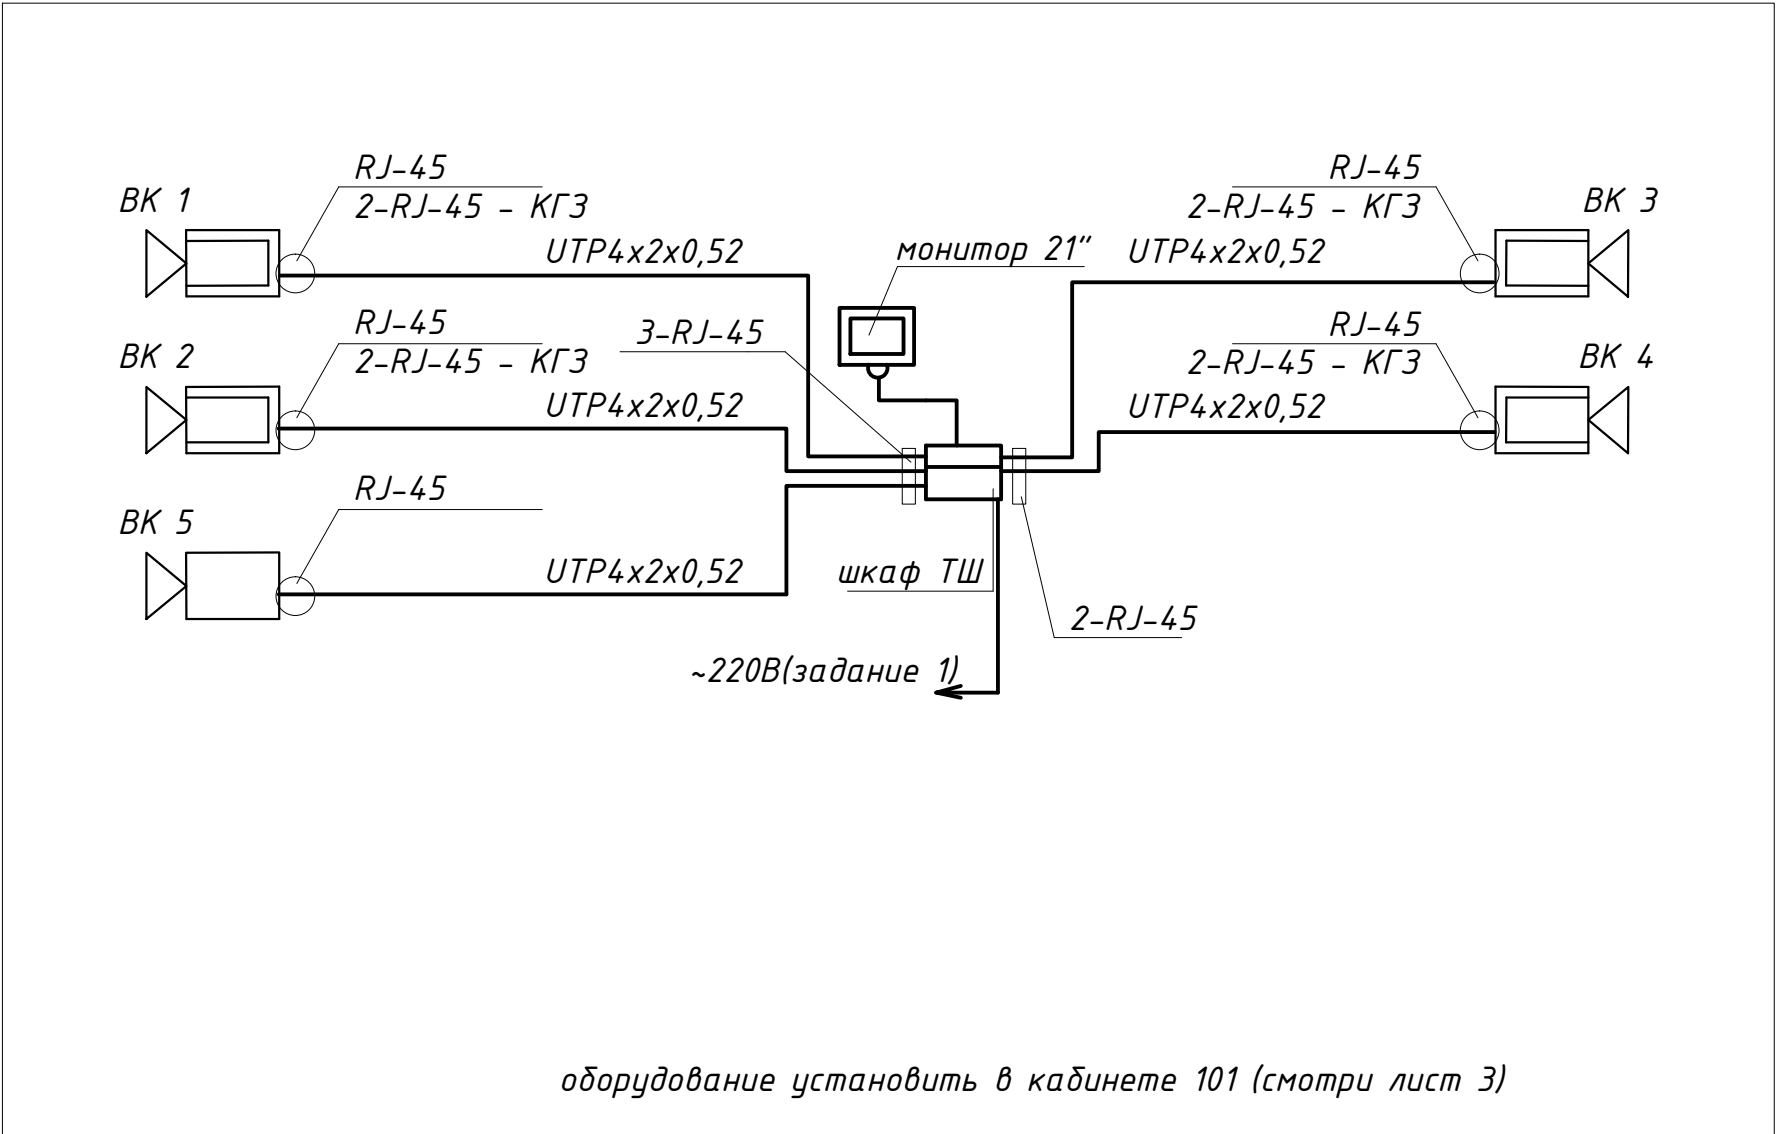 ВК 1
RJ-45
2-RJ-45 - КГЗ
UTP4x2x0,52
ВК 2
RJ-45
2-RJ-45 - КГЗ
UTP4x2x0,52
ВК 5
RJ-45
UTP4x2x0,52
3-RJ-45
монитор 21"
RJ-45
2-RJ-45 - КГЗ
UTP4x2x0,52
ВК 3
RJ-45
2-RJ-45 - КГЗ
UTP4x2x0,52
ВК 4
шкаф ТШ
2-RJ-45
~220В(задание 1)
оборудование установить в кабинете 101 (смотри лист 3)